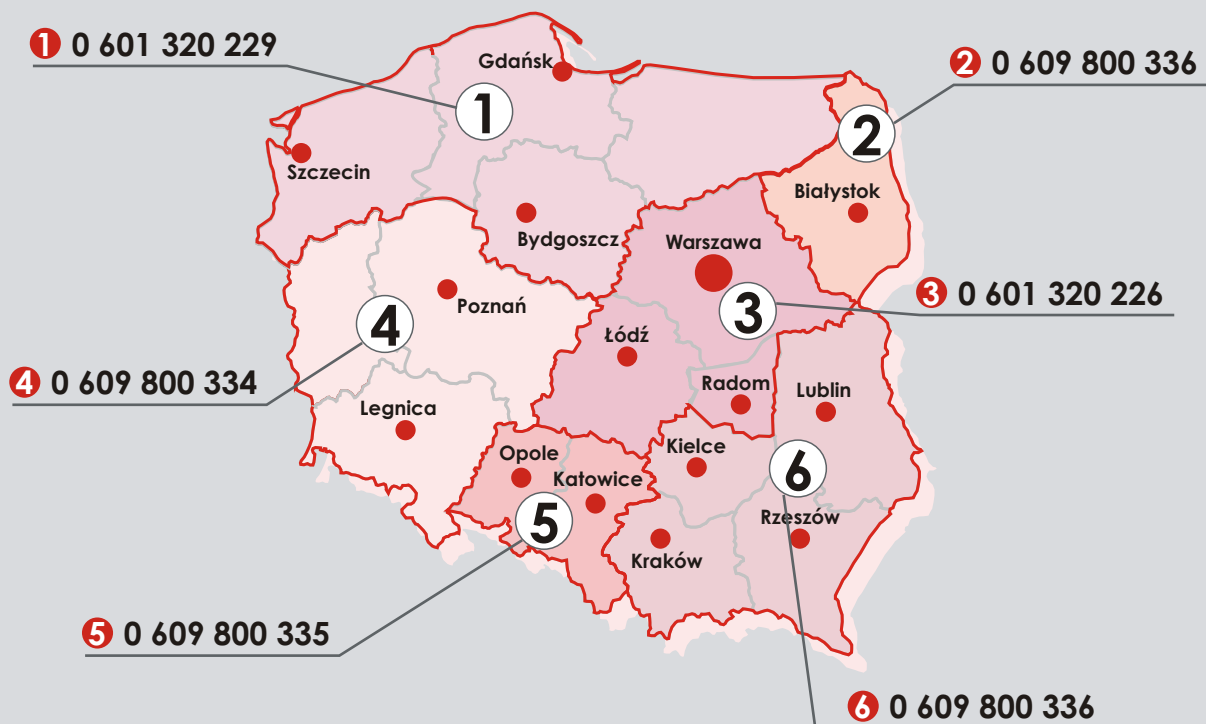 1 0 601 320 229
Gdańsk
2 0 609 800 336
1
2
Szczecin
Białystok
Bydgoszcz
Warszawa
Poznań
3 0 601 320 226
3
4
Łódź
4 0 609 800 334
Radom
Lublin
Legnica
Kielce
Opole
Katowice
6
5
Rzeszów
Kraków
5 0 609 800 335
6 0 609 800 336